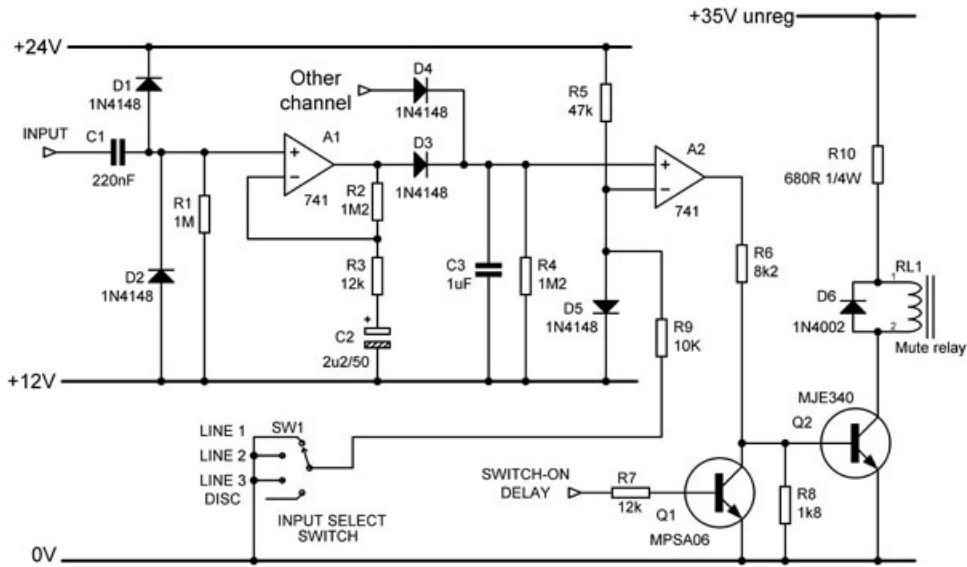 +35V unreg
+24V
D1
1N4148
Other
channel
D4
1N4148
R5
47k
INPUT
C1
220nF
A1
741
D3
1N4148
A2
741
R10
680R 1/4W
R1
1M
R2
1M2
D2
1N4148
R3
12k
+
C2
2u2/50
C3
1uF
R4
1M2
D5
1N4148
R9
10K
R6
8k2
RL1
1
2
D6
1N4002
Mute relay
+12V
MJE340
Q2
LINE 1
LINE 2
LINE 3
DISC
SW1
INPUT SELECT
SWITCH
SWITCH-ON
DELAY
R7
12k
Q1
MPSA06
R8
1k8
0V